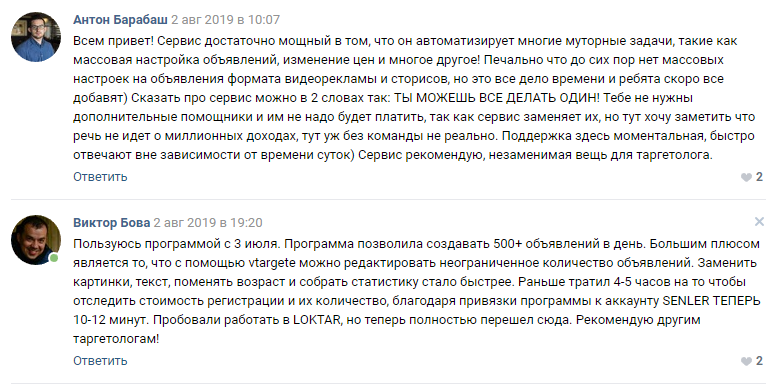 Антон Барабаш 2 авг 2019 в 10:07
Всем привет! Сервис достаточно мощный в том, что он автоматизирует многие муторные задачи, такие как
массовая настройка объявлений, изменение цен и многое другое! Печально что до сих пор нет массовых
настроек на объявления формата видеорекламы и сторисов, но это все дело времени и ребята скоро все
добавят) Сказать про сервис можно в 2 словах так: ТЫ МОЖЕШЬ ВСЕ ДЕЛАТЬ ОДИН! Тебе не нужны
дополнительные помощники и им не надо будет платить, так как сервис заменяет их, но тут хочу заметить что
речь не идет о миллионных доходах, тут уж без команды не реально. Поддержка здесь моментальная, быстро
отвечают вне зависимости от времени суток) Сервис рекомендую, незаменимая вещь для таргетолога.
Ответить 2
Виктор Бова 2 авг 2019 в 19:20
Пользуюсь программой с 3 июля. Программа позволила создавать 500+ объявлений в день. Большим плюсом
является то, что с помощью vtargete можно редактировать неограниченное количество объявлений. Заменить
картинки, текст, поменять возраст и собрать статистику стало быстрее. Раньше тратил 4-5 часов на то чтобы
отследить стоимость регистрации и их количество, благодаря привязки программы к аккаунту SENLER ТЕПЕРЬ
10-12 минут. Пробовали работать в LOKTAR, но теперь полностью перешел сюда. Рекомендую другим
таргетологам!
Ответить 2